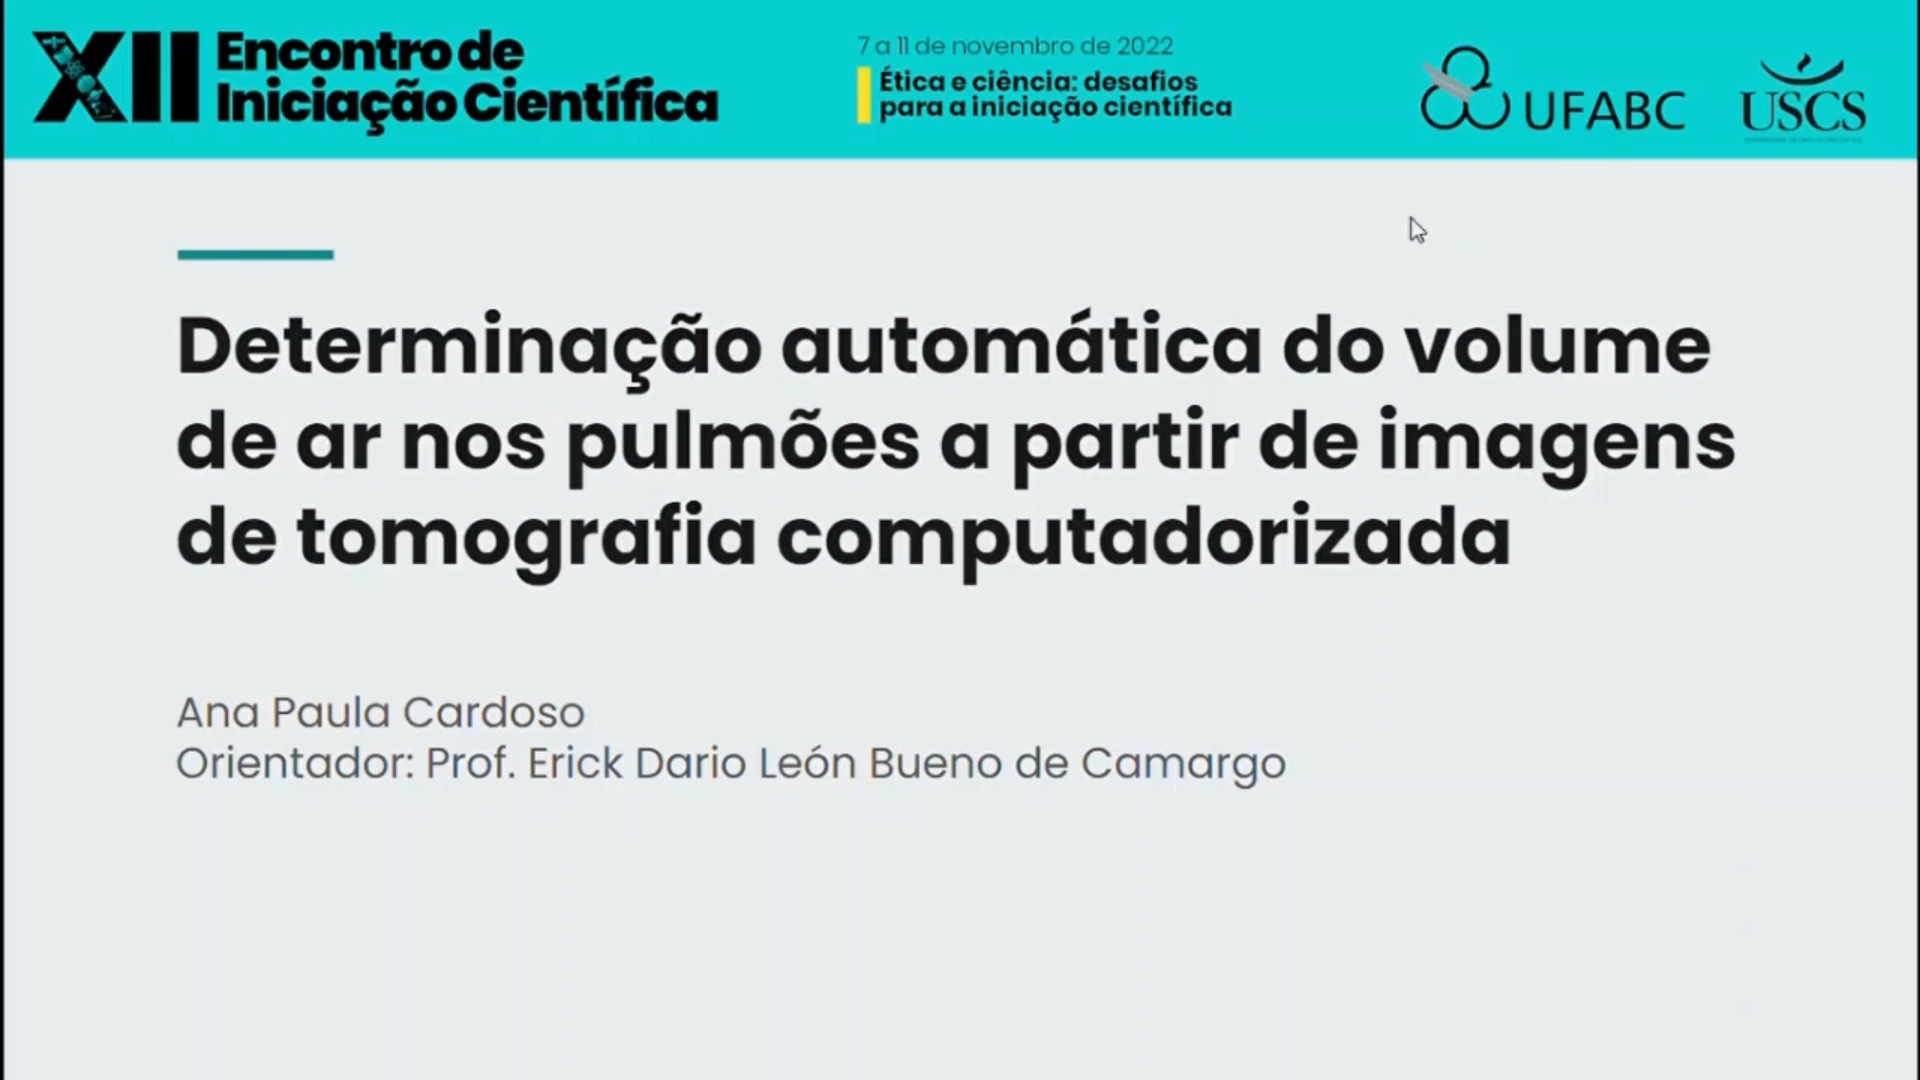 XII Encontro de
Iniciação Científica
7 a 11 de novembro de 2022
Ética e ciência: desafios
para a iniciação científica
UFABC
USCS
Determinação automática do volume
de ar nos pulmões a partir de imagens
de tomografia computadorizada
Ana Paula Cardoso
Orientador: Prof. Erick Dario León Bueno de Camargo